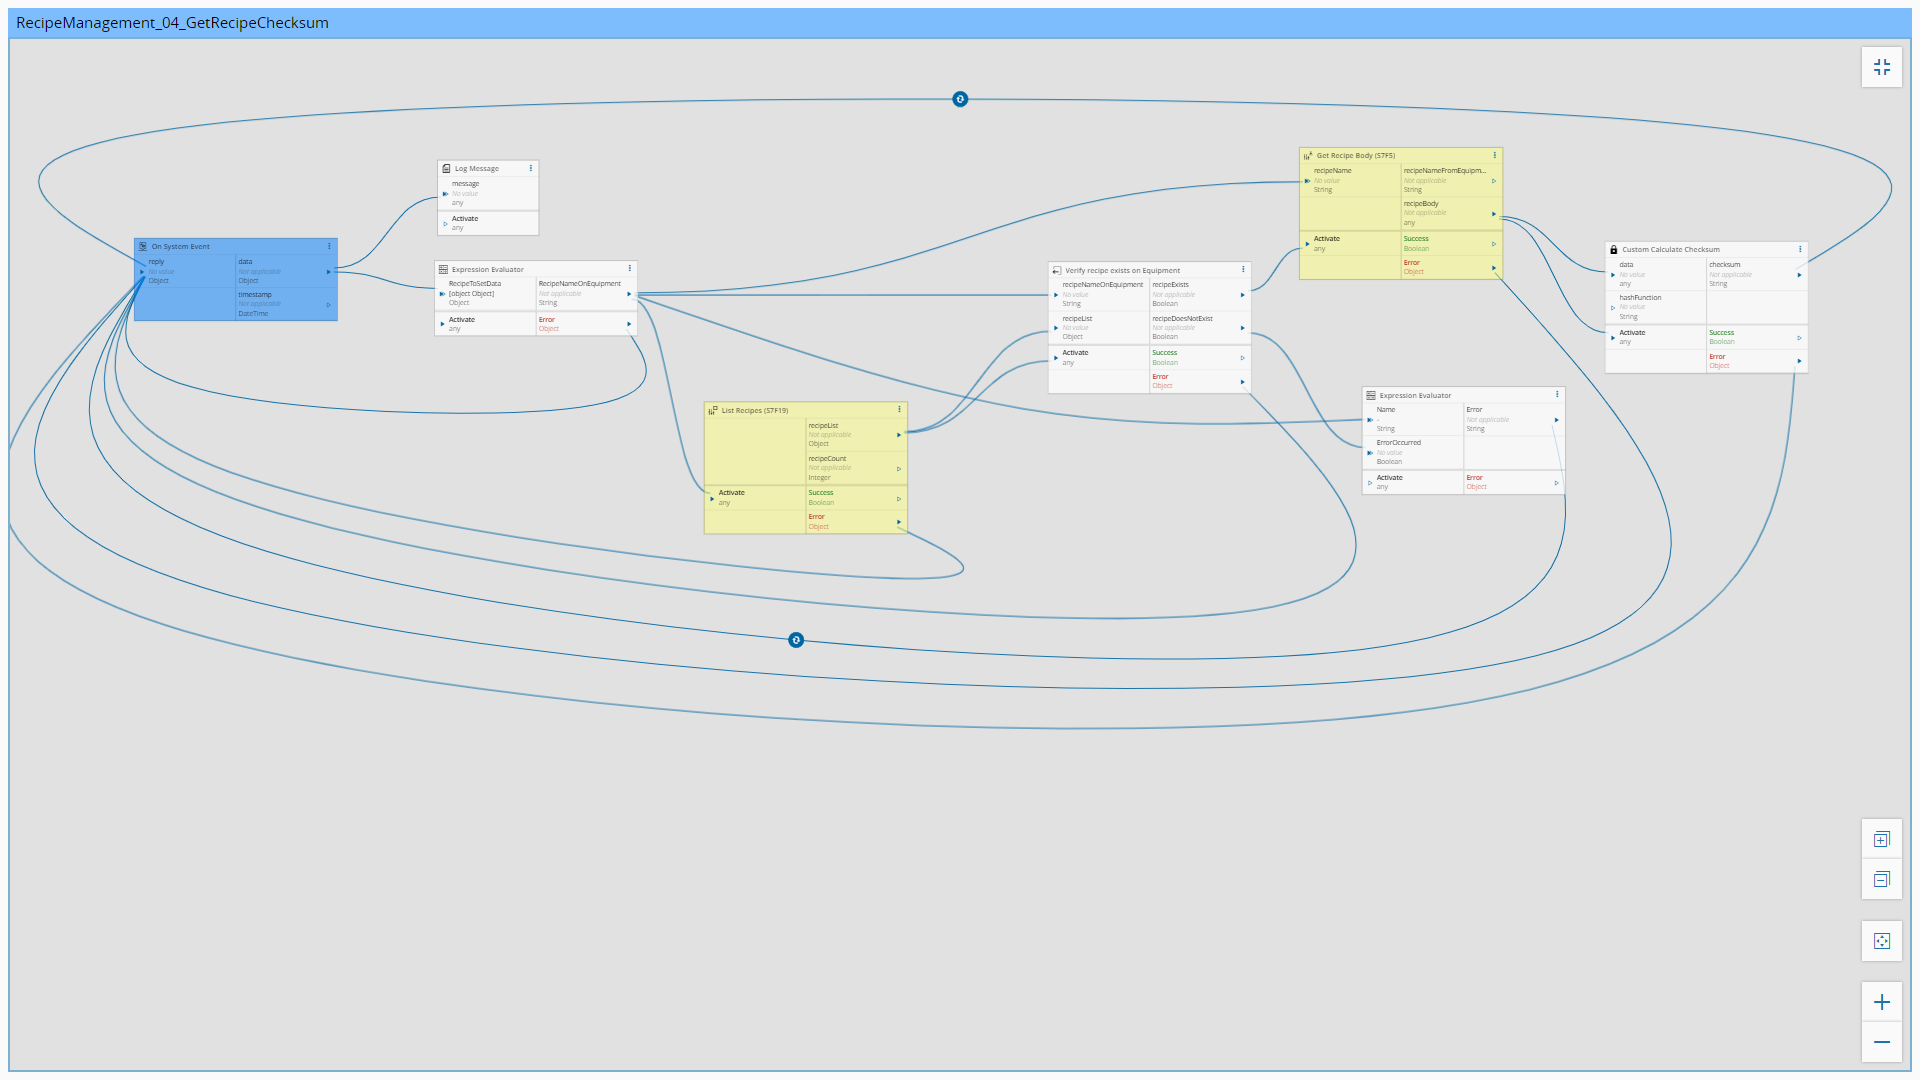 RecipeManagement_04_GetRecipeChecksum
Log Message
message
No value
any
Activate
any
On System Event
reply
No value
Object
data
Not applicable
Object
timestamp
Not applicable
DateTime
Expression Evaluator
RecipeToSetData
[object Object]
Object
RecipeNameOnEquipment
Not applicable
String
Activate
any
Error
Object
List Recipes (S7F19)
recipeList
Not applicable
Object
recipeCount
Not applicable
Integer
Activate
any
Success
Boolean
Error
Object
Verify recipe exists on Equipment
recipeNameOnEquipment
No value
String
recipeExists
Not applicable
Boolean
recipeList
No value
Object
recipeDoesNotExist
Not applicable
Boolean
Activate
any
Success
Boolean
Error
Object
Get Recipe Body (S7F5)
recipeName
No value
String
recipeNameFromEquipm...
Not applicable
String
recipeBody
Not applicable
any
Activate
any
Success
Boolean
Error
Object
Expression Evaluator
Name
-
String
Error
Not applicable
String
ErrorOccurred
No value
Boolean
Activate
any
Error
Object
Custom Calculate Checksum
data
No value
any
checksum
Not applicable
String
hashFunction
No value
String
Activate
any
Success
Boolean
Error
Object